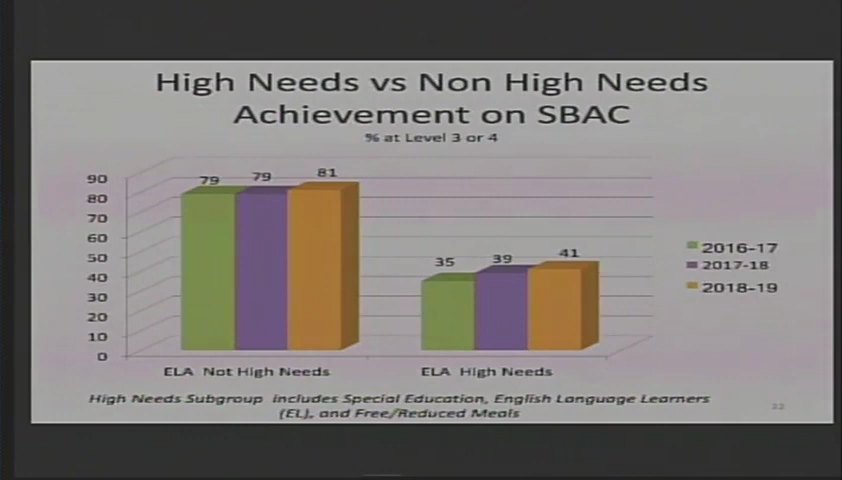 High Needs vs Non High Needs
Achievement on SBAC
% at Level 3 or 4
90
80
70
60
50
40
30
20
10
0
79
79
81
35
39
41
ELA Not High Needs
ELA High Needs
2016-17
2017-18
2018-19
High Needs Subgroup includes Special Education, English Language Learners
(EL), and Free/Reduced Meals